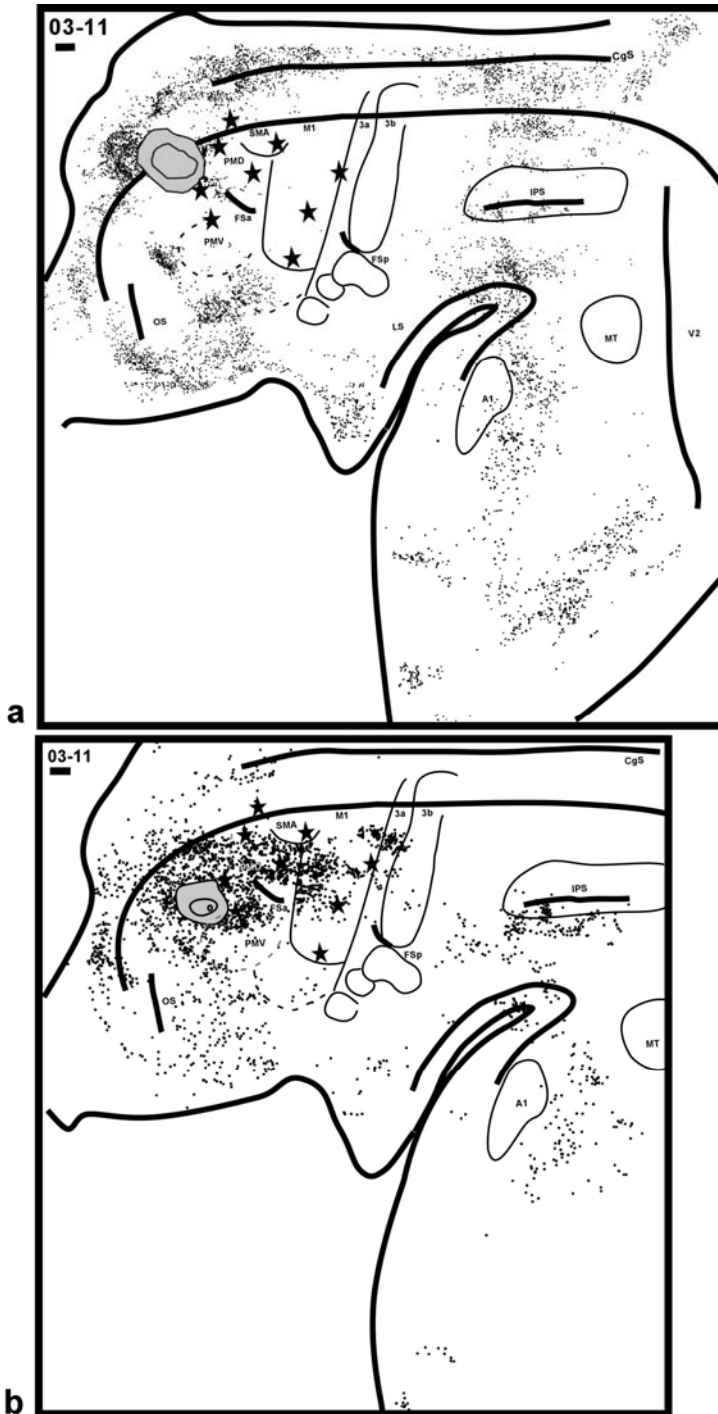 03-11
CgS
SMA
M1
3a
3b
PMD
FSa
IPS
PMV
FSp
OS
LS
MT
V2
A1
a
03-11
CgS
SMA
M1
3a
3b
IPS
FSa
PMV
FSp
OS
MT
A1
b